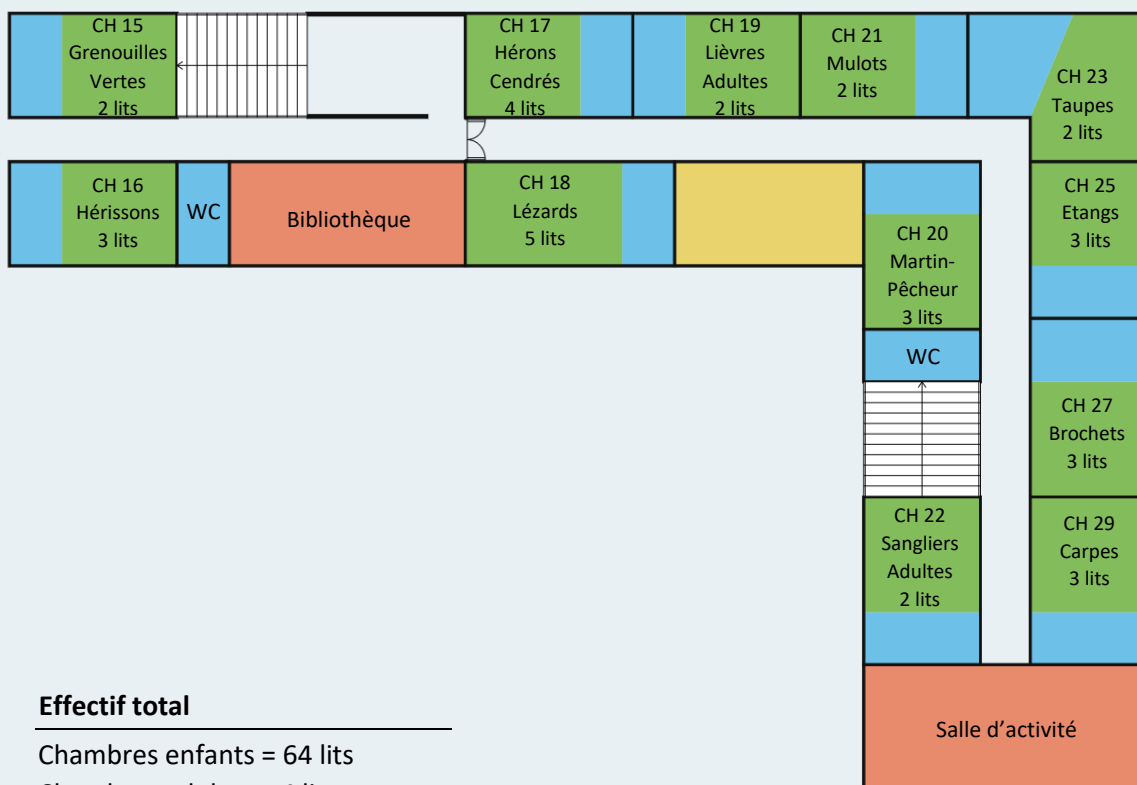 CH 15
Grenouilles
Vertes
2 lits
CH 17
Hérons
Cendrés
4 lits
CH 19
Lièvres
Adultes
2 lits
CH 21
Mulots
2 lits
CH 23
Taupes
2 lits
CH 16
Hérissons
3 lits
WC
Bibliothèque
CH 18
Lézards
5 lits
CH 20
Martin-
Pêcheur
3 lits
CH 25
Etangs
3 lits
WC
CH 27
Brochets
3 lits
CH 22
Sangliers
Adultes
2 lits
CH 29
Carpes
3 lits
Salle d'activité
Effectif total
Chambres enfants = 64 lits